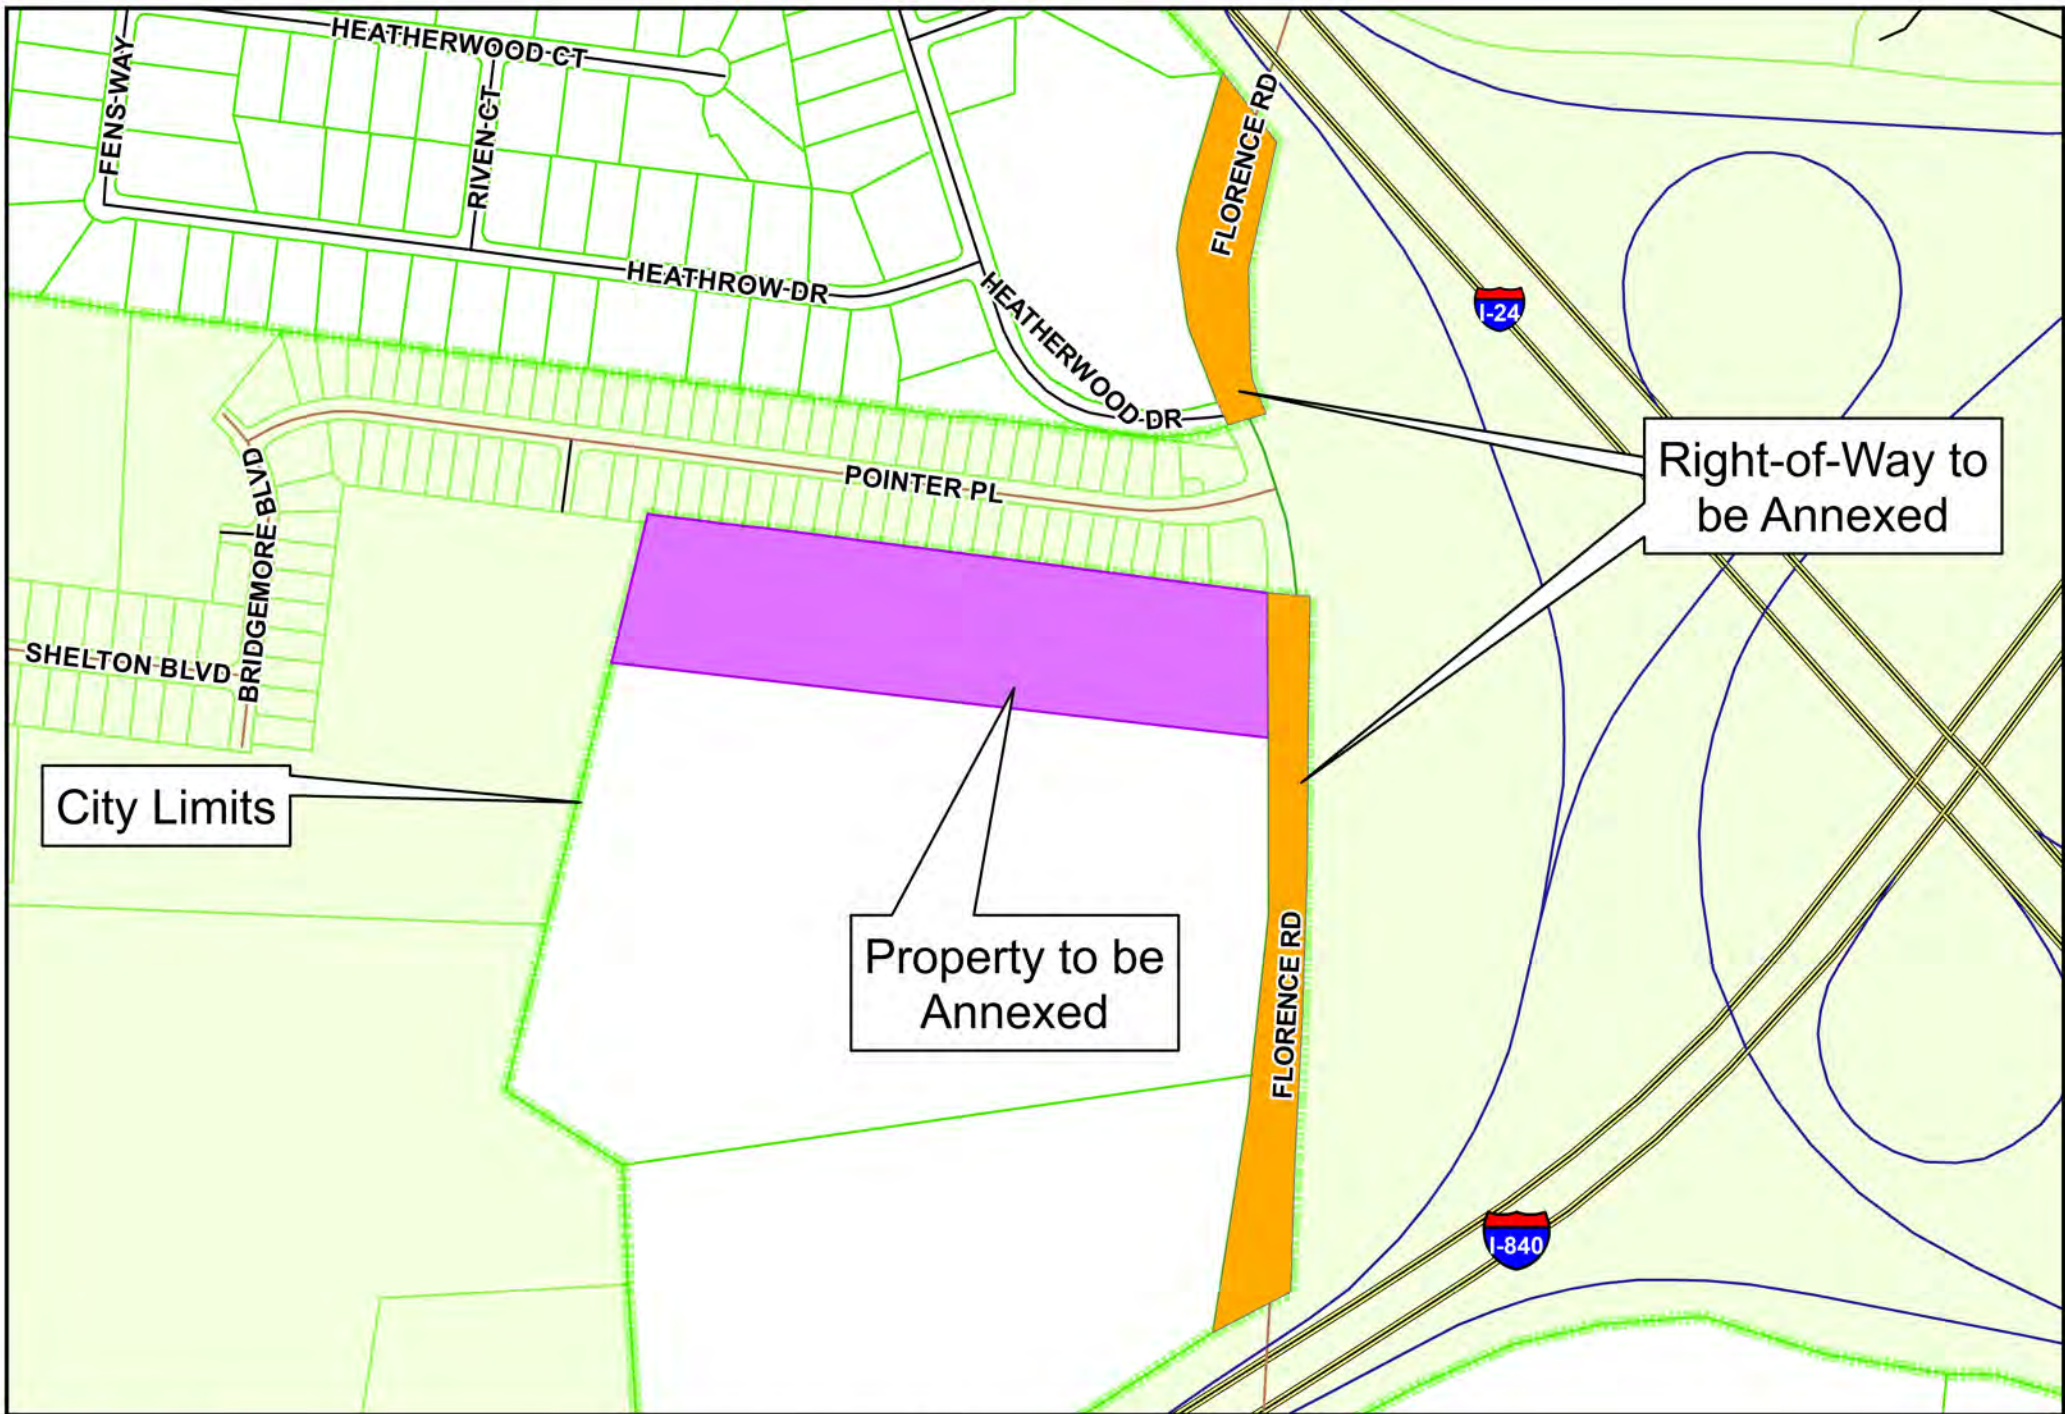 HEATHERWOOD CT
FENS WAY
RIVEN CT
FLORENCE RD
HEATHROW DR
HEATHERWOOD DR
I-24
Right-of-Way to
be Annexed
POINTER PL
BRIDGEMORE BLVD
SHELTON BLVD
City Limits
Property to be
Annexed
FLORENCE RD
I-840